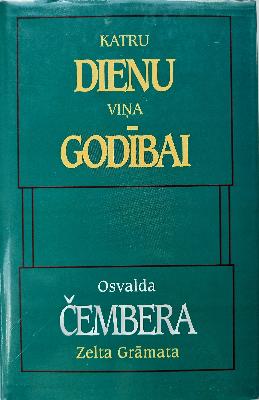 KATRU
DIENU
VIŅA
GODĪBAI
Osvalda
ČEMBERA
Zelta Grāmata